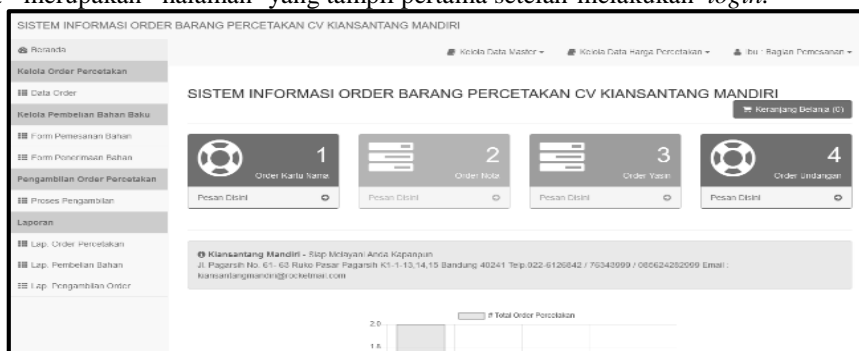 merupakan halaman yang tampil pertama setelah melakukan login.
SISTEM INFORMASI ORDER BARANG PERCETAKAN CV KIANSANTANG MANDIRI
Beranda
Kelola Data Master
Kelola Data Harga Percetakan
Ibu : Bagian Pemesanan
Kelola Order Percetakan
Data Order
Kelola Pembelian Bahan Baku
Form Pemesanan Bahan
Form Penerimaan Bahan
Pengambilan Order Percetakan
Proses Pengambilan
Laporan
Lap. Order Percetakan
Lap. Pembelian Bahan
Lap. Pengambilan Order
SISTEM INFORMASI ORDER BARANG PERCETAKAN CV KIANSANTANG MANDIRI
Keranjang Belanja (0)
1
Order Kartu Nama
Pesan Disini
2
Order Nota
Pesan Disini
3
Order Yasin
Pesan Disini
4
Order Undangan
Pesan Disini
Kiansantang Mandiri - Siap Melayani Anda Kapanpun
Jl. Pagarsih No. 61- 63 Ruko Pasar Pagarsih K1-1-13,14,15 Bandung 40241 Telp.022-6126842 / 76343999 / 085624282099 Email :
kiansantangmandiri@rocketmail.com
# Total Order Percetakan
2.0
1.8